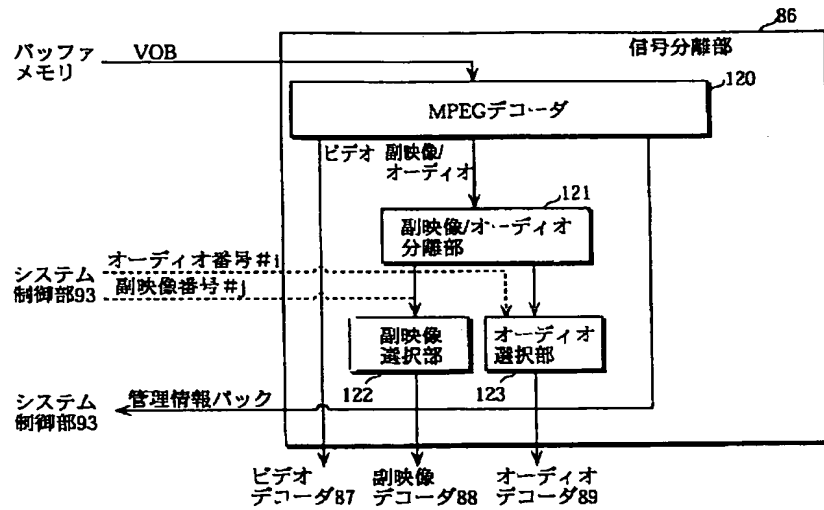 86
信号分離部
バッファ
メモリ
VOB
120
MPEGデコーダ
ビデオ
副映像/
オーディオ
121
副映像/オーディオ
分離部
オーディオ番号#i
システム
制御部93
副映像番号#j
副映像
選択部
オーディオ
選択部
122
123
管理情報パック
システム
制御部93
ビデオ
デコーダ87
副映像
デコーダ88
オーディオ
デコーダ89